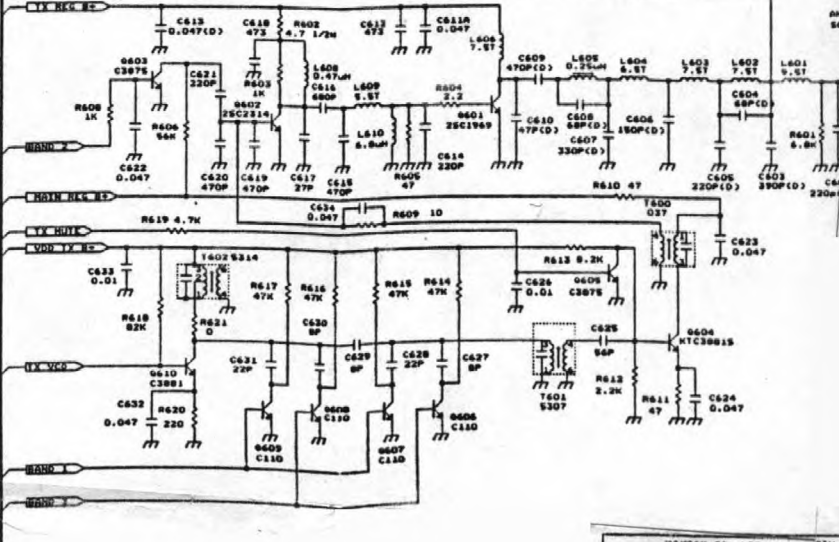 TX REG B+
C613
0.047(D)
C618
473
R602
4.7 1/2W
C612
473
C611A
0.047
L606
7.5T
C609
470P(D)
L605
0.25uH
L604
6.5T
L603
7.5T
L602
7.5T
L601
9.5T
Q603
C3875
C621
220P
R603
1K
L608
0.47uH
C616
680P
L609
5.5T
R604
2.2
C604
68P(D)
R608
1K
Q602
2SC2314
Q601
2SC1969
C610
47P(D)
C608
68P(D)
C607
330P(D)
C606
150P(D)
R601
6.8K
BAND 2
R606
56K
L610
6.8uH
C622
0.047
C620
470P
C619
470P
C617
27P
C615
470P
R605
47
C614
220P
C605
220P(D)
C603
390P(D)
MAIN REG B+
R610 47
T600
037
TX MUTE
R619 4.7K
C634
0.047
R609 10
VDD TX B+
T602 5314
C633
0.01
R617
47K
R616
47K
R615
47K
R614
47K
R613 8.2K
C626
0.01
Q605
C3875
C623
0.047
R618
82K
R621
0
C630
8P
C625
56P
Q604
KTC3881S
TX VCO
Q610
C3881
C631
22P
C629
8P
C628
22P
C627
8P
C632
0.047
R620
220
T601
5307
R612
2.2K
R611
47
C624
0.047
Q609
C110
Q608
C110
Q607
C110
Q606
C110
BAND 1
BAND 3